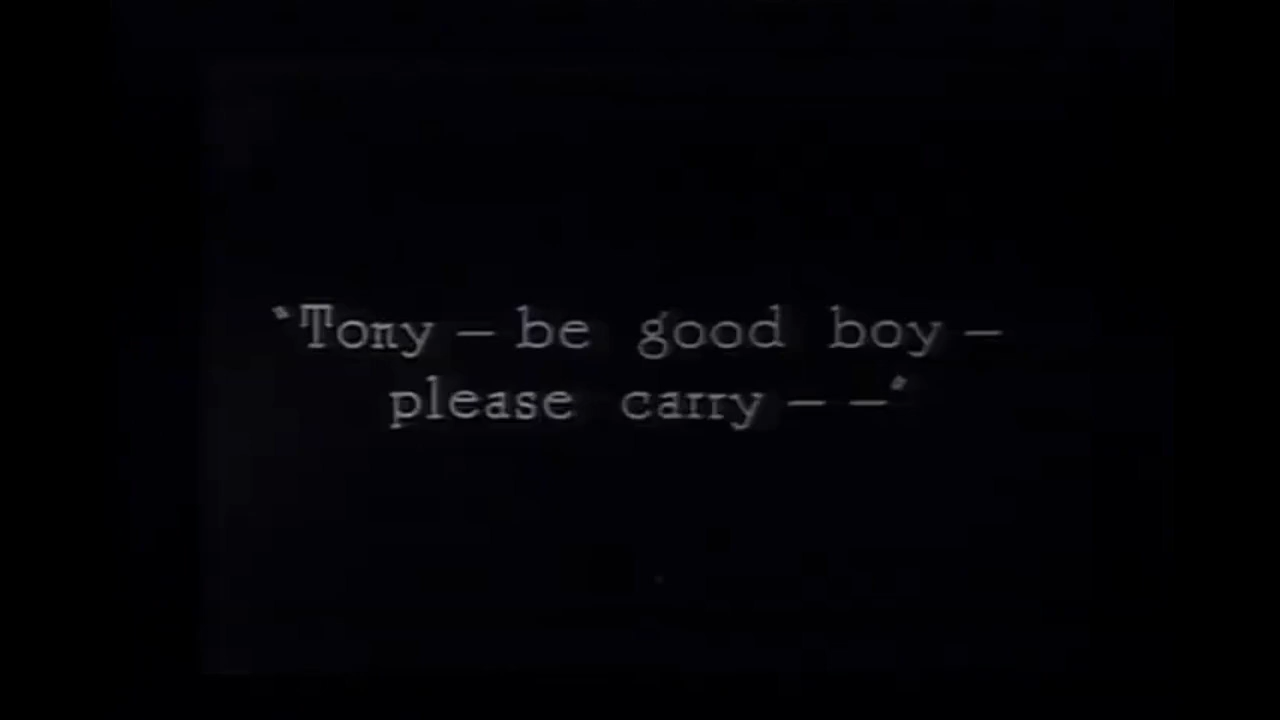 "Tony — be good boy —
please carry — —"